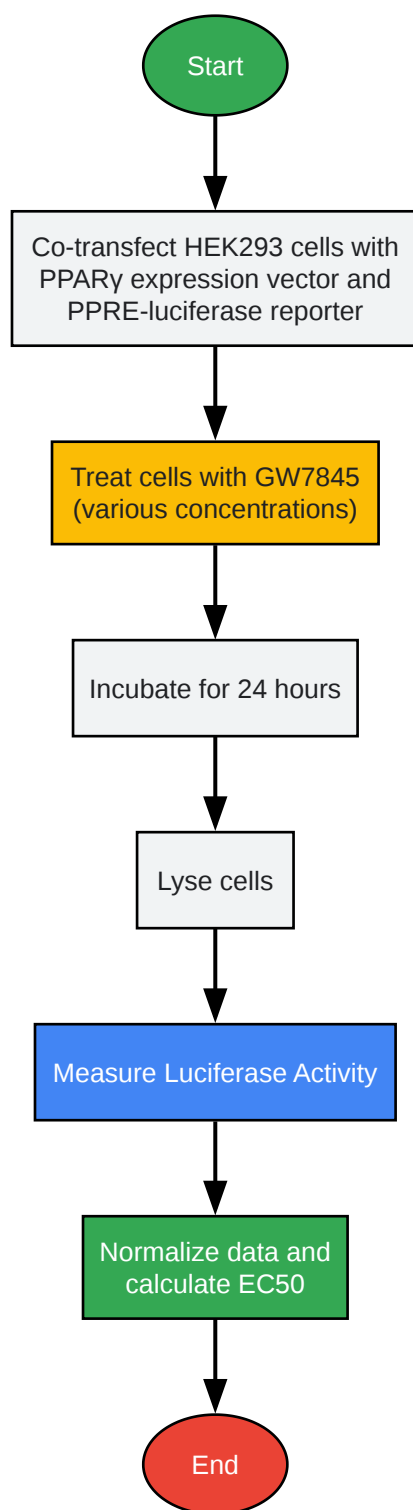 Start
Co-transfect HEK293 cells with
PPARγ expression vector and
PPRE-luciferase reporter
Treat cells with GW7845
(various concentrations)
Incubate for 24 hours
Lyse cells
Measure Luciferase Activity
Normalize data and
calculate EC50
End